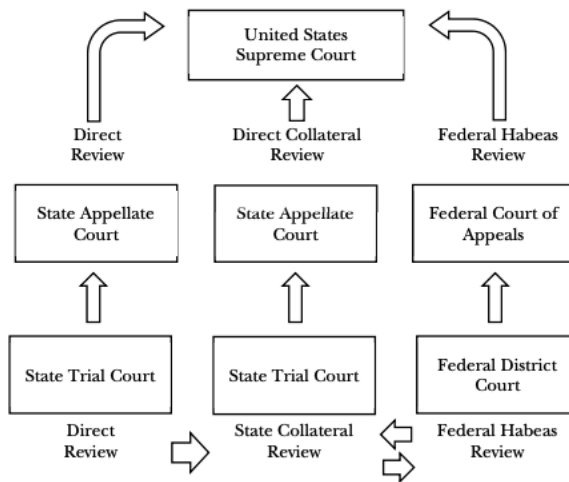 United States
Supreme Court
Direct
Review
Direct Collateral
Review
Federal Habeas
Review
State Appellate
Court
State Appellate
Court
Federal Court of
Appeals
State Trial Court
State Trial Court
Federal District
Court
Direct
Review
State Collateral
Review
Federal Habeas
Review